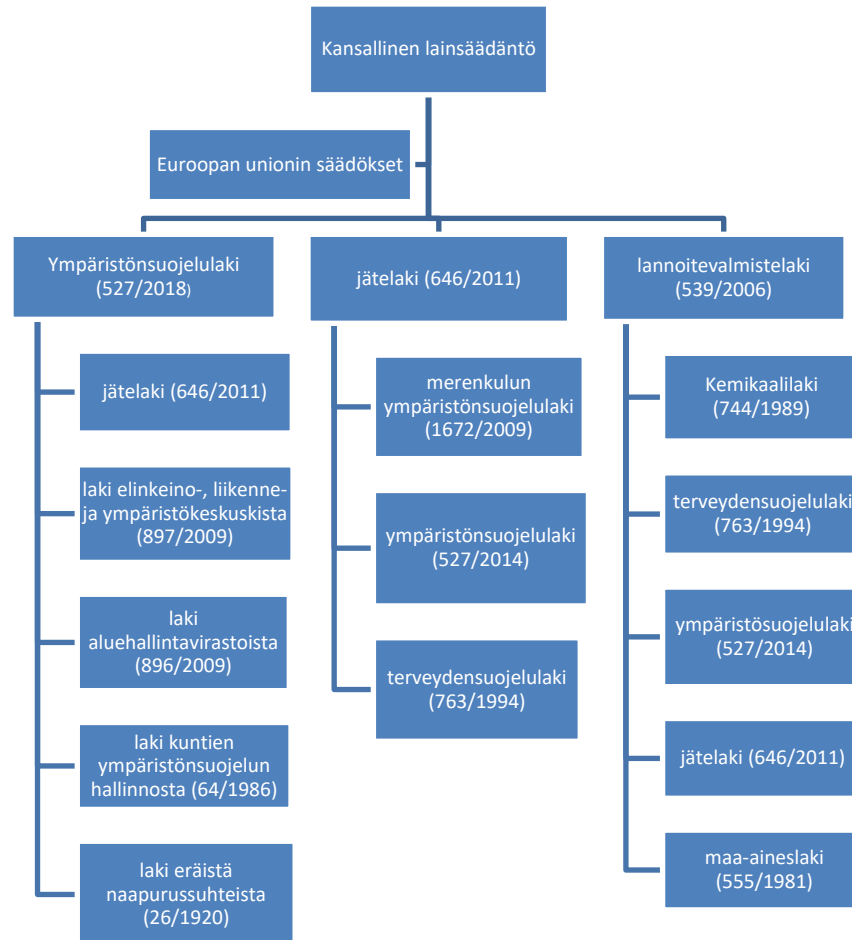 Kansallinen lainsäädäntö
Euroopan unionin säädökset
Ympäristönsuojelulaki
(527/2018)
jätelaki (646/2011)
laki elinkeino-, liikenne-
ja ympäristökeskuskista
(897/2009)
laki
aluehallintavirastoista
(896/2009)
laki kuntien
ympäristönsuojelun
hallinnosta (64/1986)
laki eräistä
naapurussuhteista
(26/1920)
jätelaki (646/2011)
merenkulun
ympäristönsuojelulaki
(1672/2009)
ympäristönsuojelulaki
(527/2014)
terveydensuojelulaki
(763/1994)
lannoitevalmistelaki
(539/2006)
Kemikaalilaki
(744/1989)
terveydensuojelulaki
(763/1994)
ympäristösuojelulaki
(527/2014)
jätelaki (646/2011)
maa-aineslaki
(555/1981)